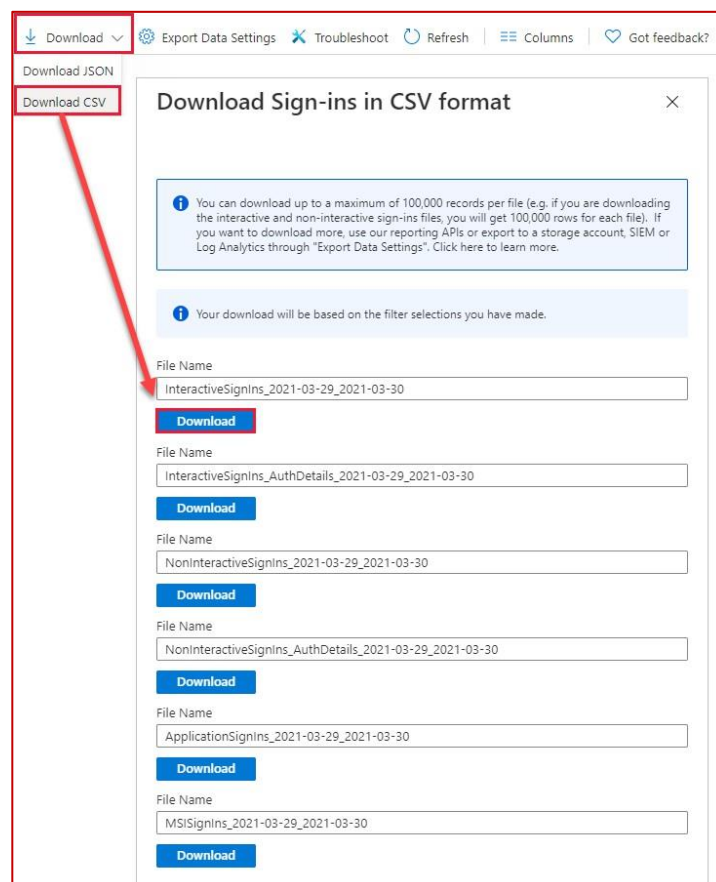 Download Export Data Settings Troubleshoot Refresh Columns Got feedback?
Download JSON
Download CSV
Download Sign-ins in CSV format
You can download up to a maximum of 100,000 records per file (e.g. if you are downloading
the interactive and non-interactive sign-ins files, you will get 100,000 rows for each file). If
you want to download more, use our reporting APIs or export to a storage account, SIEM or
Log Analytics through "Export Data Settings". Click here to learn more.
Your download will be based on the filter selections you have made.
File Name
InteractiveSignIns_2021-03-29_2021-03-30
Download
File Name
InteractiveSignIns_AuthDetails_2021-03-29_2021-03-30
Download
File Name
NonInteractiveSignIns_2021-03-29_2021-03-30
Download
File Name
NonInteractiveSignIns_AuthDetails_2021-03-29_2021-03-30
Download
File Name
ApplicationSignIns_2021-03-29_2021-03-30
Download
File Name
MSISignIns_2021-03-29_2021-03-30
Download